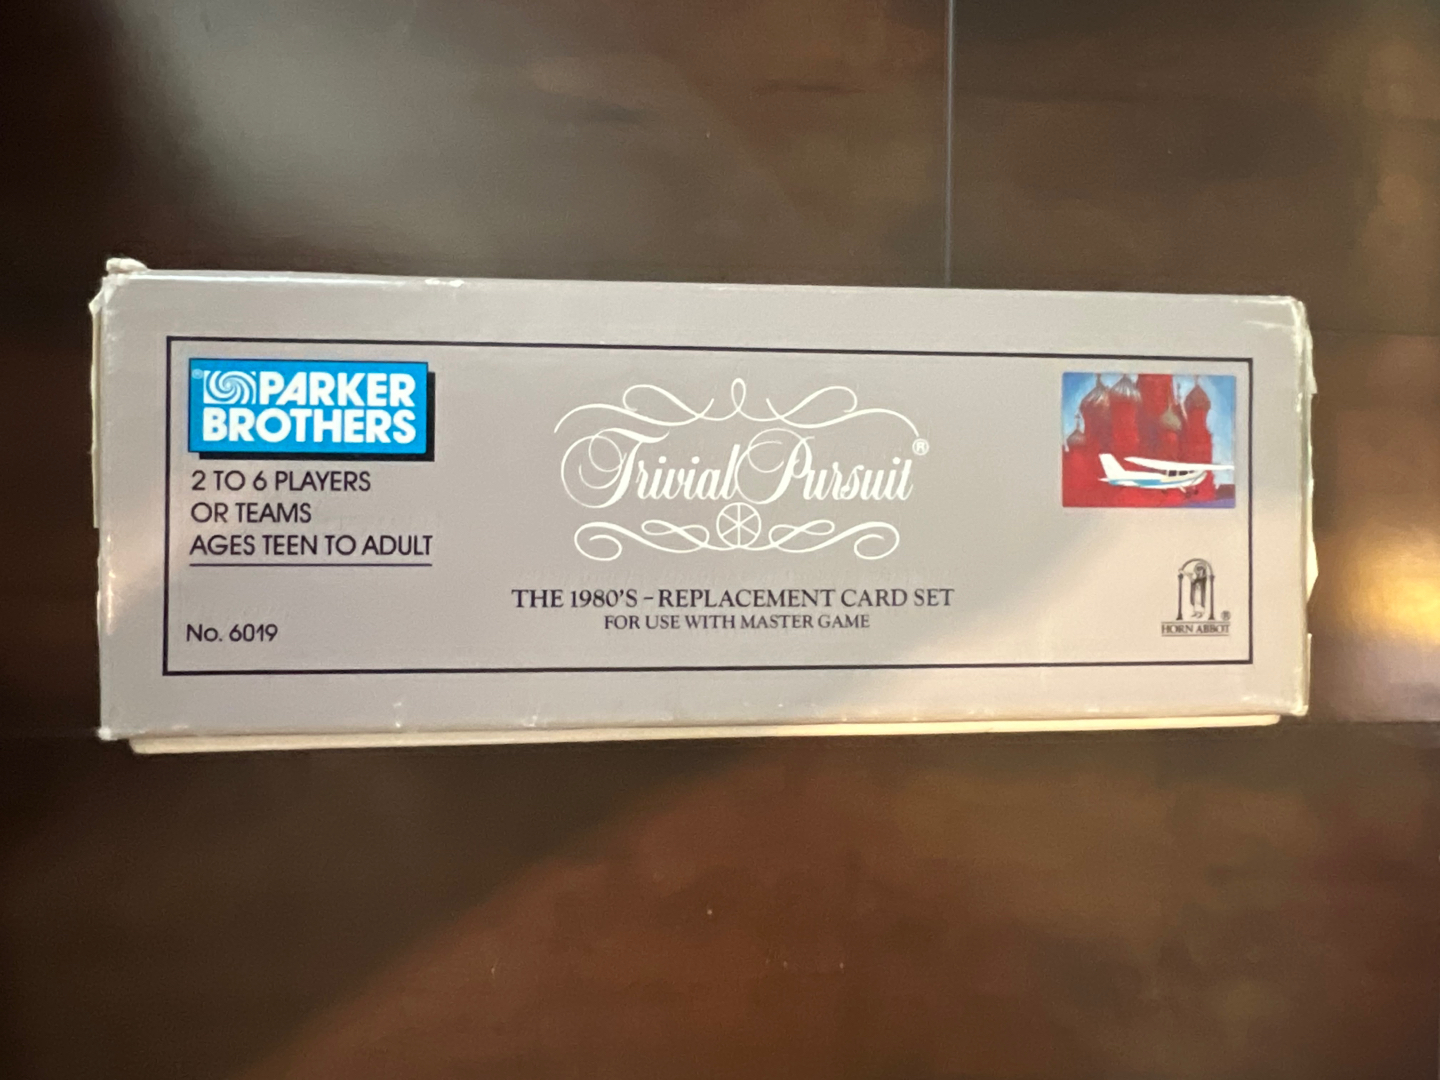 ® PARKER
BROTHERS
2 TO 6 PLAYERS
OR TEAMS
AGES TEEN TO ADULT
No. 6019
Trivial Pursuit ®
THE 1980'S - REPLACEMENT CARD SET
FOR USE WITH MASTER GAME
®
HORN ABBOT